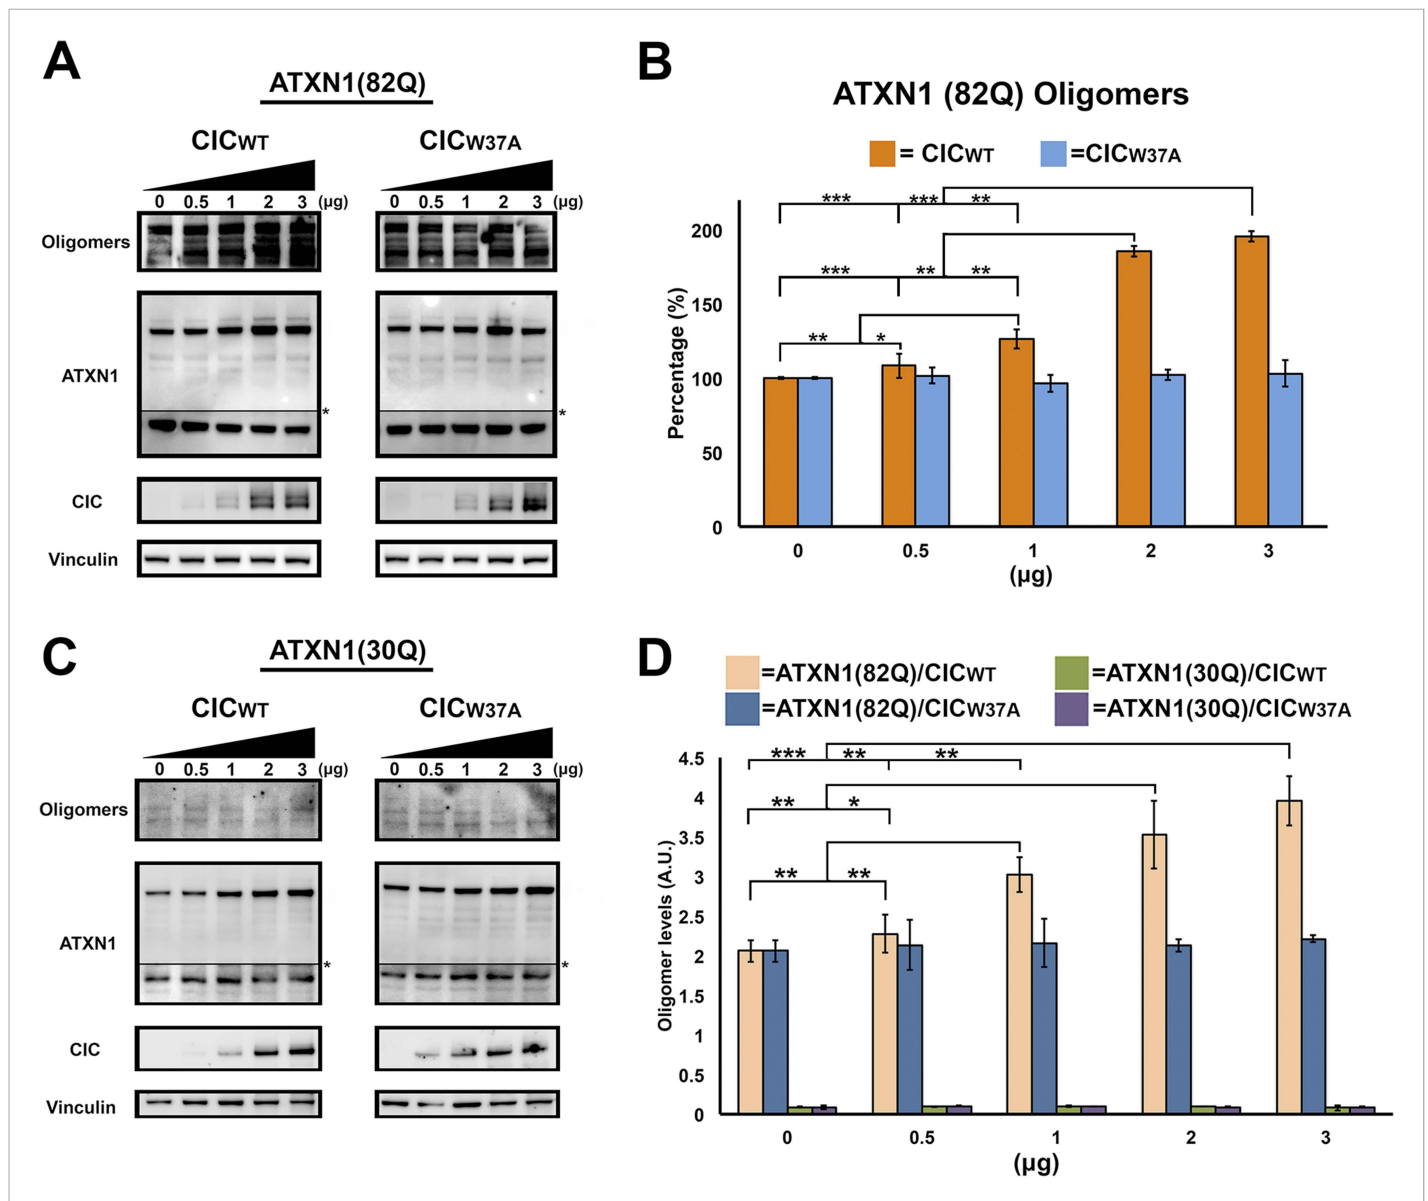 A
ATXN1(82Q)
CICWT
CICW37A
0 0.5 1 2 3 (μg)
0 0.5 1 2 3 (μg)
Oligomers
ATXN1
*
*
CIC
Vinculin
B
ATXN1 (82Q) Oligomers
= CICWT
=CICW37A
*** *** **
*** ** **
** *
Percentage (%)
200
150
100
50
0
0 0.5 1 2 3
(μg)
C
ATXN1(30Q)
CICWT
CICW37A
0 0.5 1 2 3 (μg)
0 0.5 1 2 3 (μg)
Oligomers
ATXN1
*
*
CIC
Vinculin
D
=ATXN1(82Q)/CICWT
=ATXN1(30Q)/CICWT
=ATXN1(82Q)/CICW37A
=ATXN1(30Q)/CICW37A
*** ** **
** *
** **
Oligomer levels (A.U.)
4.5
4
3.5
3
2.5
2
1.5
1
0.5
0
0 0.5 1 2 3
(μg)